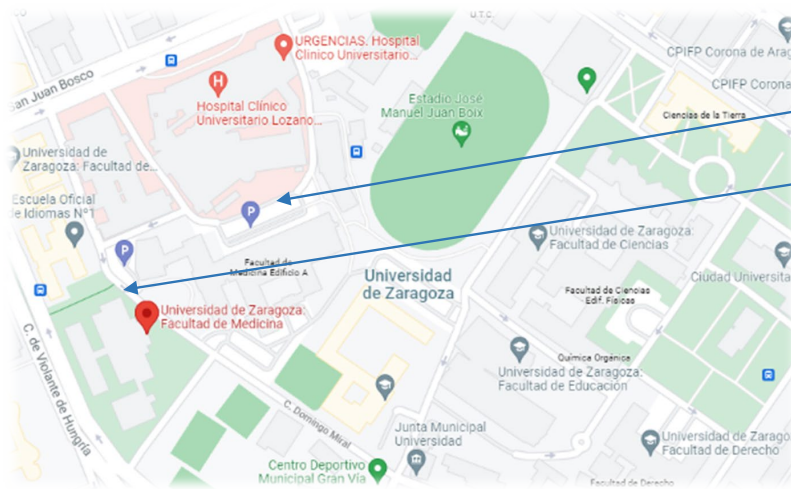 U.T.C.
URGENCIAS. Hospital
Clínico Universitario...
CPIFP Corona de Arag
CPIFP Corona
San Juan Bosco
H
Hospital Clínico
Universitario Lozano...
Estadio José
Manuel Juan Boix
Ciencias de la Tierra
Universidad de
Zaragoza: Facultad de...
Escuela Oficial
de Idiomas Nº1
P
P
Facultad de
Medicina Edificio A
Universidad de Zaragoza:
Facultad de Ciencias
Universidad
de Zaragoza
Ciudad Universita
Facultad de Ciencias
Edif. Físicas
Universidad de Zaragoza:
Facultad de Medicina
Química Orgánica
Universidad de Zaragoza:
Facultad de Educación
C. de Violante de Hungría
C. Domingo Miral
Junta Municipal
Universidad
Universidad de Zarago
Facultad de Derecho
Centro Deportivo
Municipal Gran Vía
Facultad de Derecho